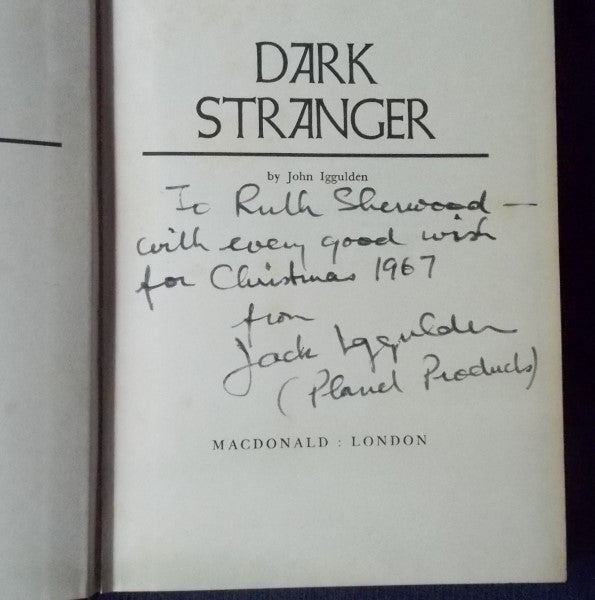 DARK
STRANGER
by John Iggulden
To Ruth Sherwood —
with every good wish
for Christmas 1967
from
Jack Iggulden
(Planet Products)
MACDONALD : LONDON